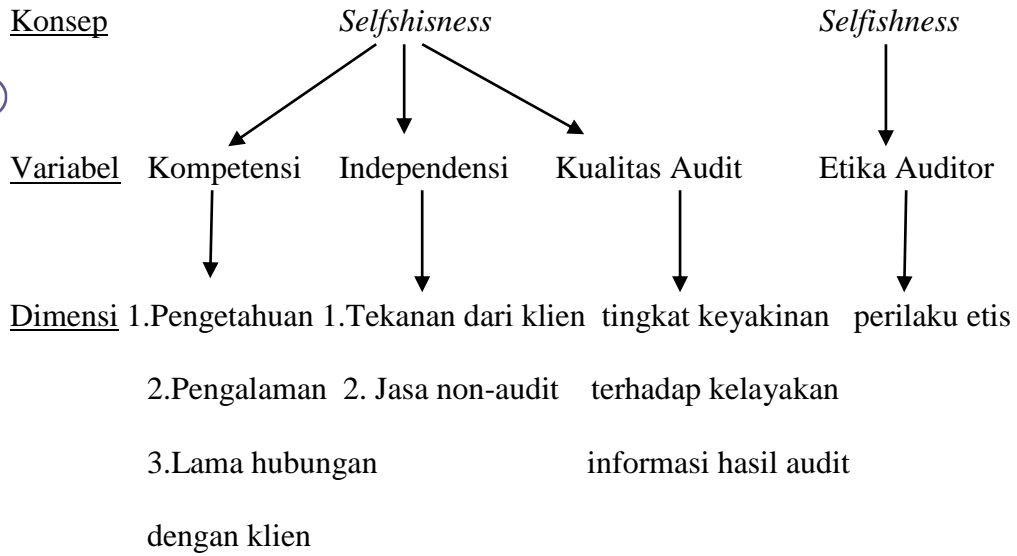 Konsep Selfshisness Selfishness
Variabel Kompetensi Independensi Kualitas Audit Etika Auditor
Dimensi 1.Pengetahuan 1.Tekanan dari klien tingkat keyakinan perilaku etis
2.Pengalaman 2. Jasa non-audit terhadap kelayakan
3.Lama hubungan informasi hasil audit
dengan klien